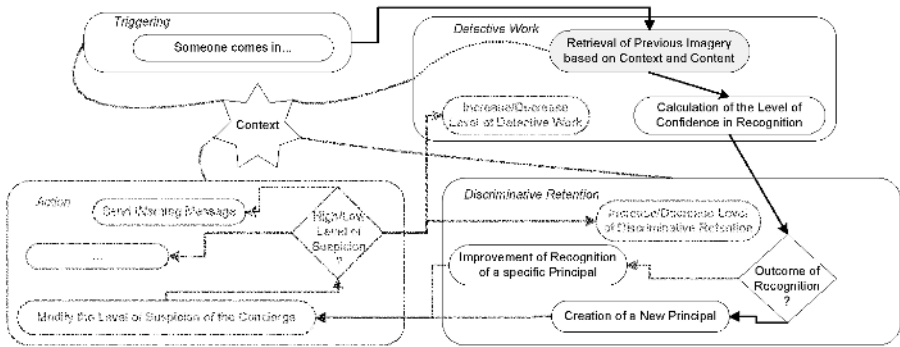 Triggering
Someone comes in...
Detective Work
Retrieval of Previous Imagery
based on Context and Content
Increase/Decrease
Level of Detective Work
Calculation of the Level of
Confidence in Recognition
Context
Action
Send Warning Message
...
High/Low
Level of
Suspicion
?
Modify the Level of Suspicion of the Concierge
Discriminative Retention
Increase/Decrease Level
of Discriminative Retention
Improvement of Recognition
of a specific Principal
Outcome of
Recognition
?
Creation of a New Principal